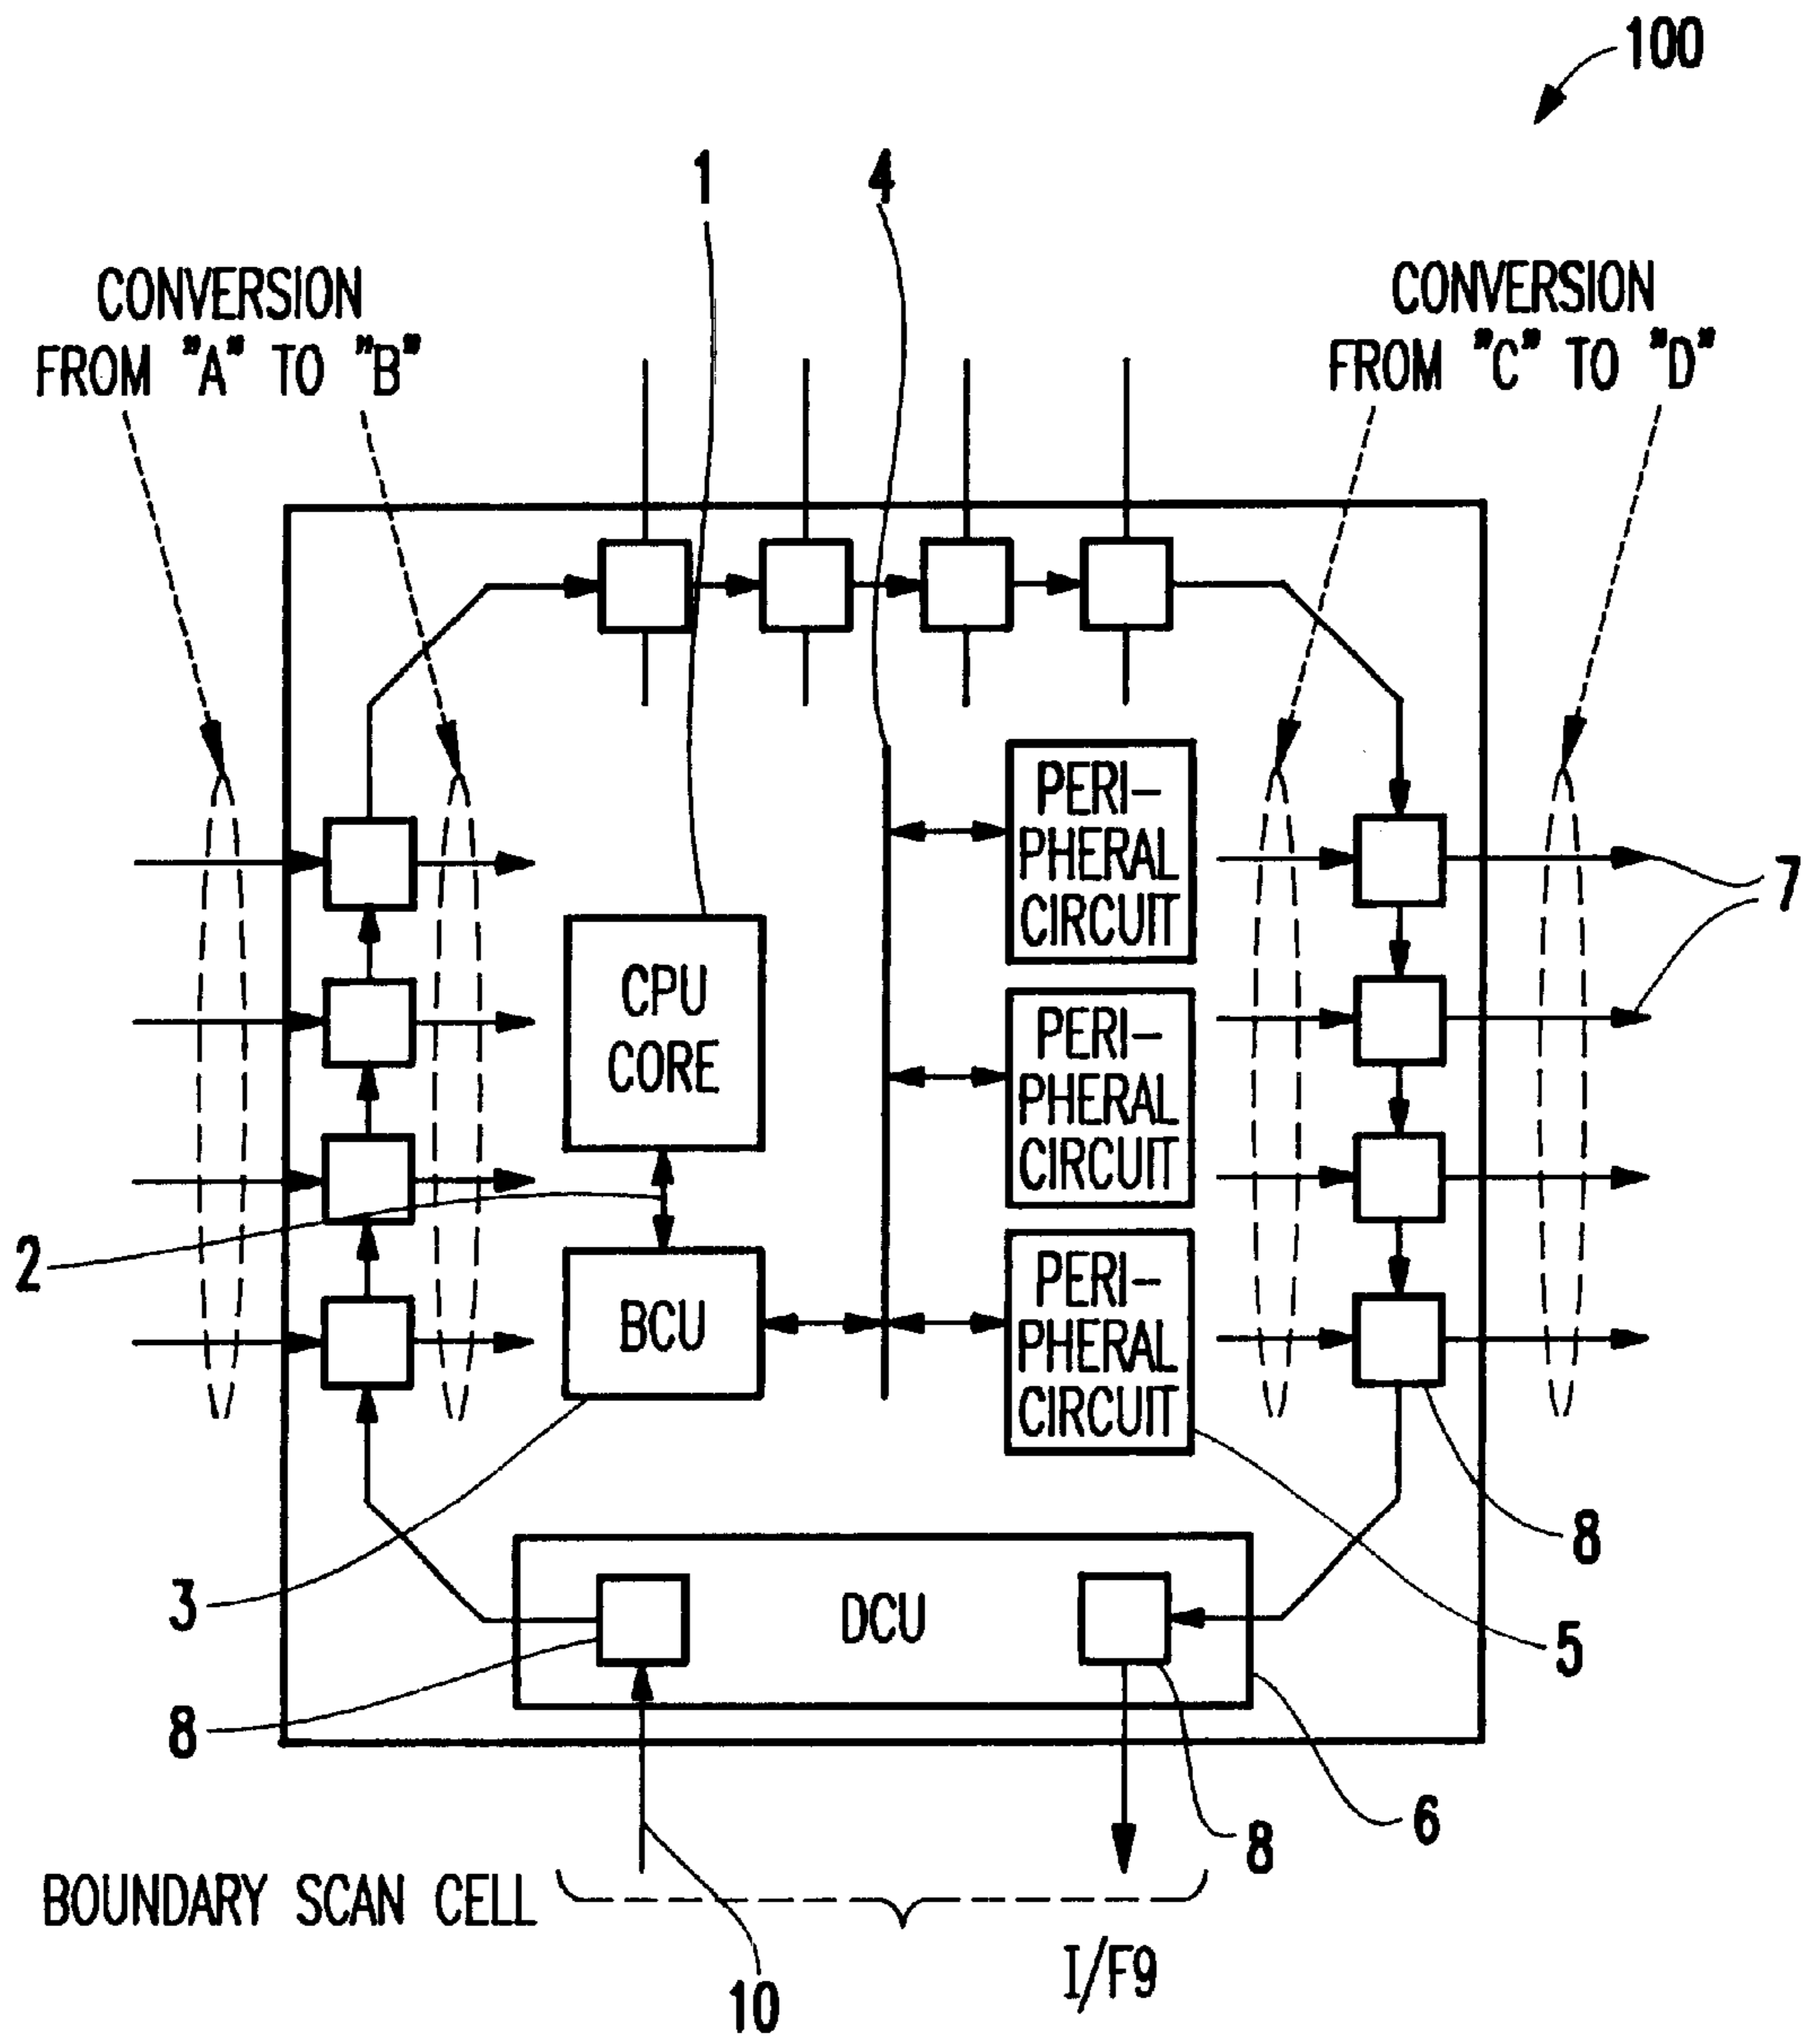 100
1
4
CONVERSION
FROM "A" TO "B"
CONVERSION
FROM "C" TO "D"
PERI-
PHERAL
CIRCUIT
7
CPU
CORE
PERI-
PHERAL
CIRCUIT
2
BCU
PERI-
PHERAL
CIRCUIT
8
3
DCU
5
8
6
8
BOUNDARY SCAN CELL
10
I/F9